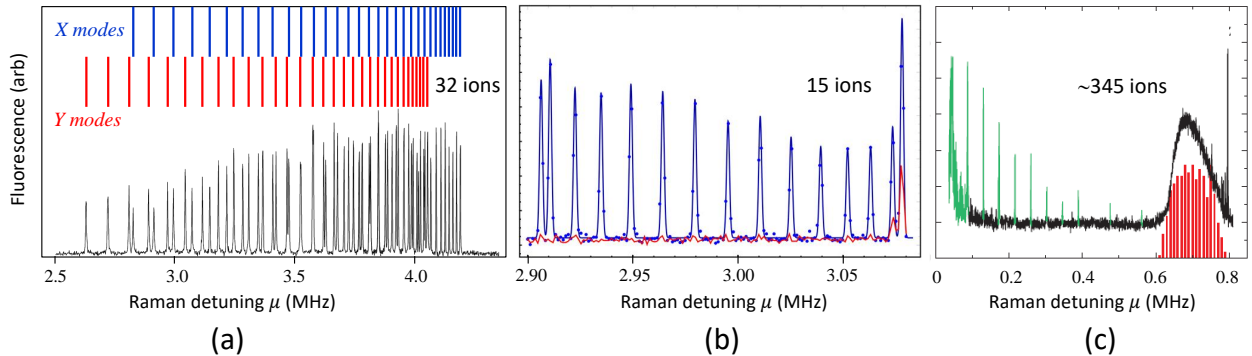 X modes
Y modes
32 ions
Fluorescence (arb)
2.5 3.0 3.5 4.0
Raman detuning μ (MHz)
(a)
15 ions
2.90 2.95 3.00 3.05
Raman detuning μ (MHz)
(b)
~345 ions
0 0.2 0.4 0.6 0.8
Raman detuning μ (MHz)
(c)